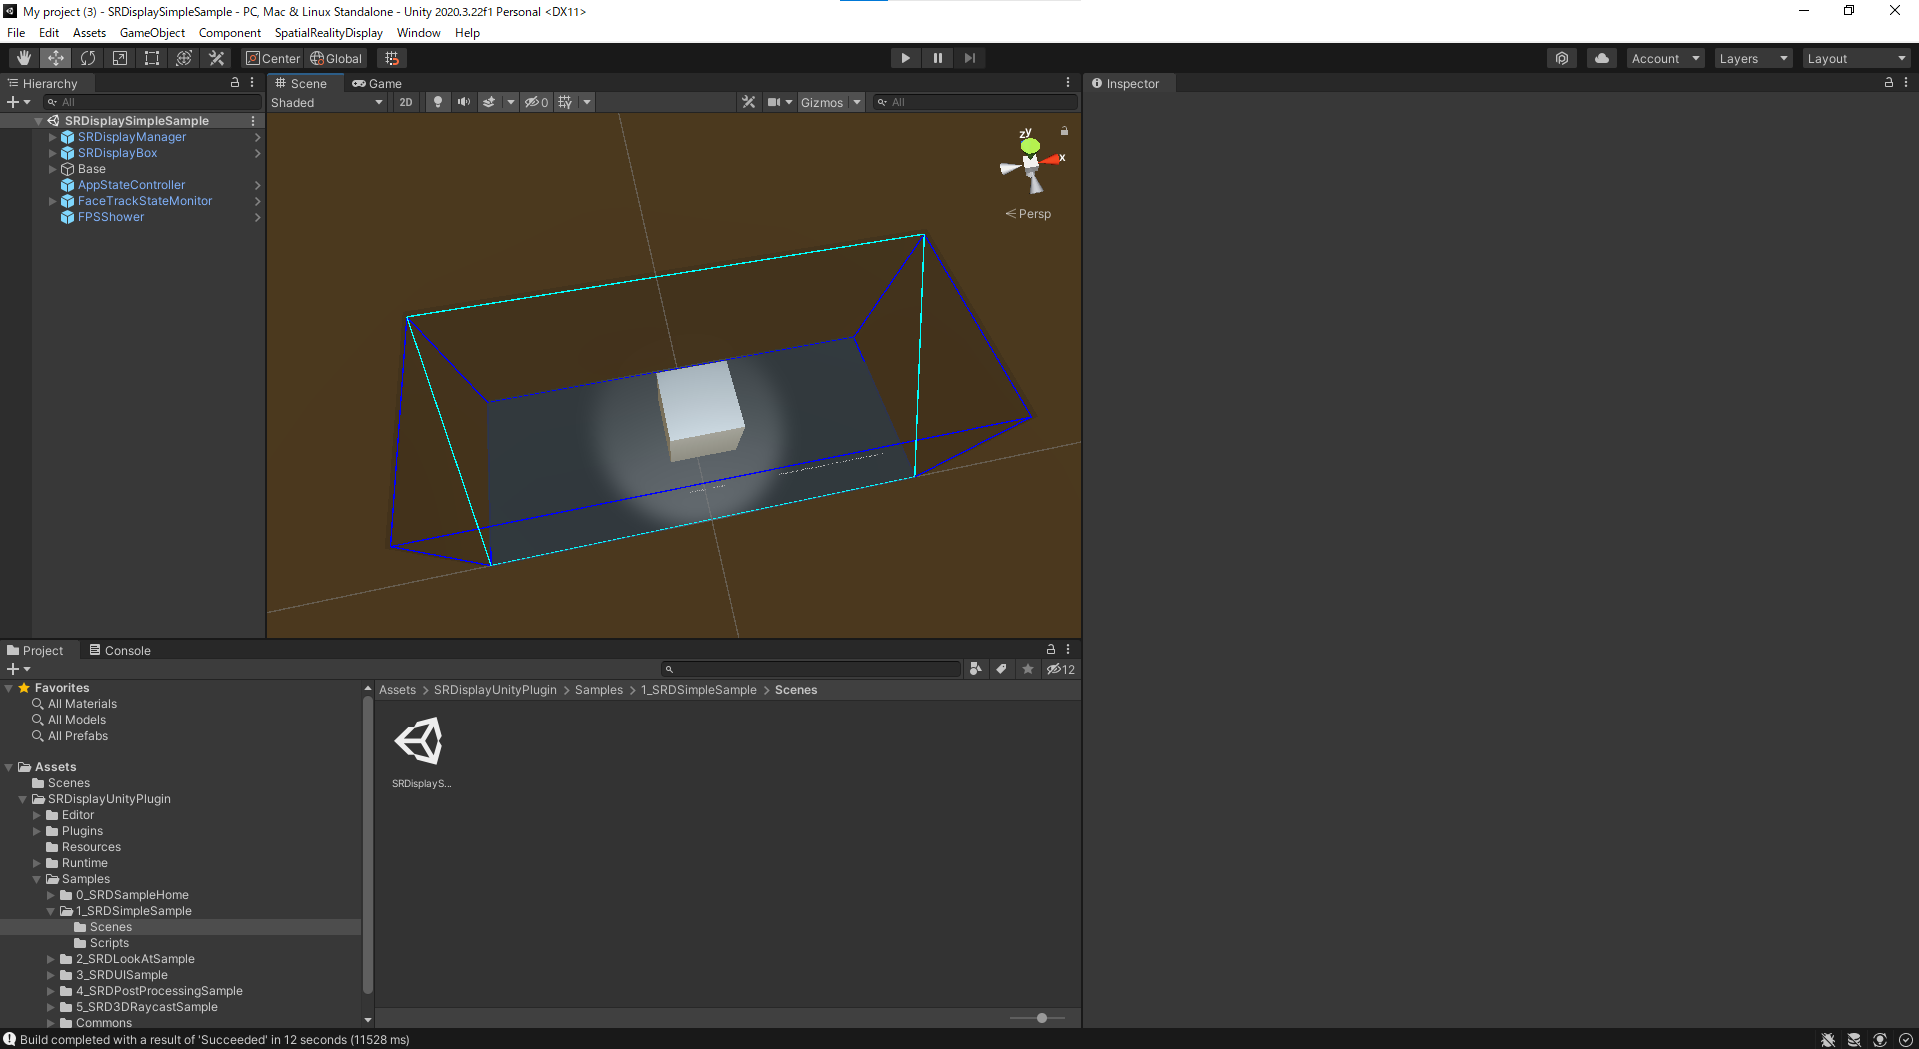 My project (3) - SRDisplaySimpleSample - PC, Mac & Linux Standalone - Unity 2020.3.22f1 Personal <DX11>
File Edit Assets GameObject Component SpatialRealityDisplay Window Help
Center Global Account Layers Layout
Hierarchy
All
SRDisplaySimpleSample
SRDisplayManager
SRDisplayBox
Base
AppStateController
FaceTrackStateMonitor
FPSShower
Scene Game
Shaded 2D 0 Gizmos All
z y
x
Persp
Inspector
Project Console
12
Favorites
All Materials
All Models
All Prefabs
Assets
Scenes
SRDisplayUnityPlugin
Editor
Plugins
Resources
Runtime
Samples
0_SRDSampleHome
1_SRDSimpleSample
Scenes
Scripts
2_SRDLookAtSample
3_SRDUISample
4_SRDPostProcessingSample
5_SRD3DRaycastSample
Commons
Assets > SRDisplayUnityPlugin > Samples > 1_SRDSimpleSample > Scenes
SRDisplayS...
Build completed with a result of 'Succeeded' in 12 seconds (11528 ms)